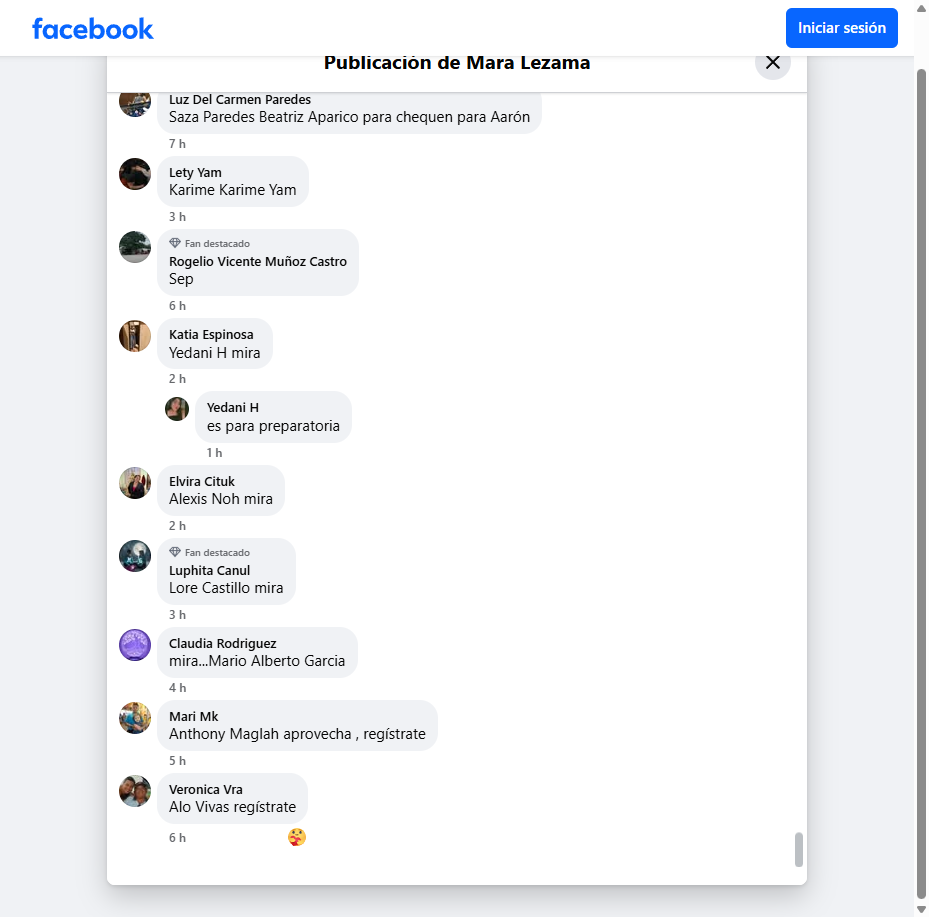 facebook
Iniciar sesión
Publicación de Mara Lezama
Luz Del Carmen Paredes
Saza Paredes Beatriz Aparico para chequen para Aarón
7 h
Lety Yam
Karime Karime Yam
3 h
Fan destacado
Rogelio Vicente Muñoz Castro
Sep
6 h
Katia Espinosa
Yedani H mira
2 h
Yedani H
es para preparatoria
1 h
Elvira Cituk
Alexis Noh mira
2 h
Fan destacado
Luphita Canul
Lore Castillo mira
3 h
Claudia Rodriguez
mira...Mario Alberto Garcia
4 h
Mari Mk
Anthony Maglah aprovecha , regístrate
5 h
Veronica Vra
Alo Vivas regístrate
6 h